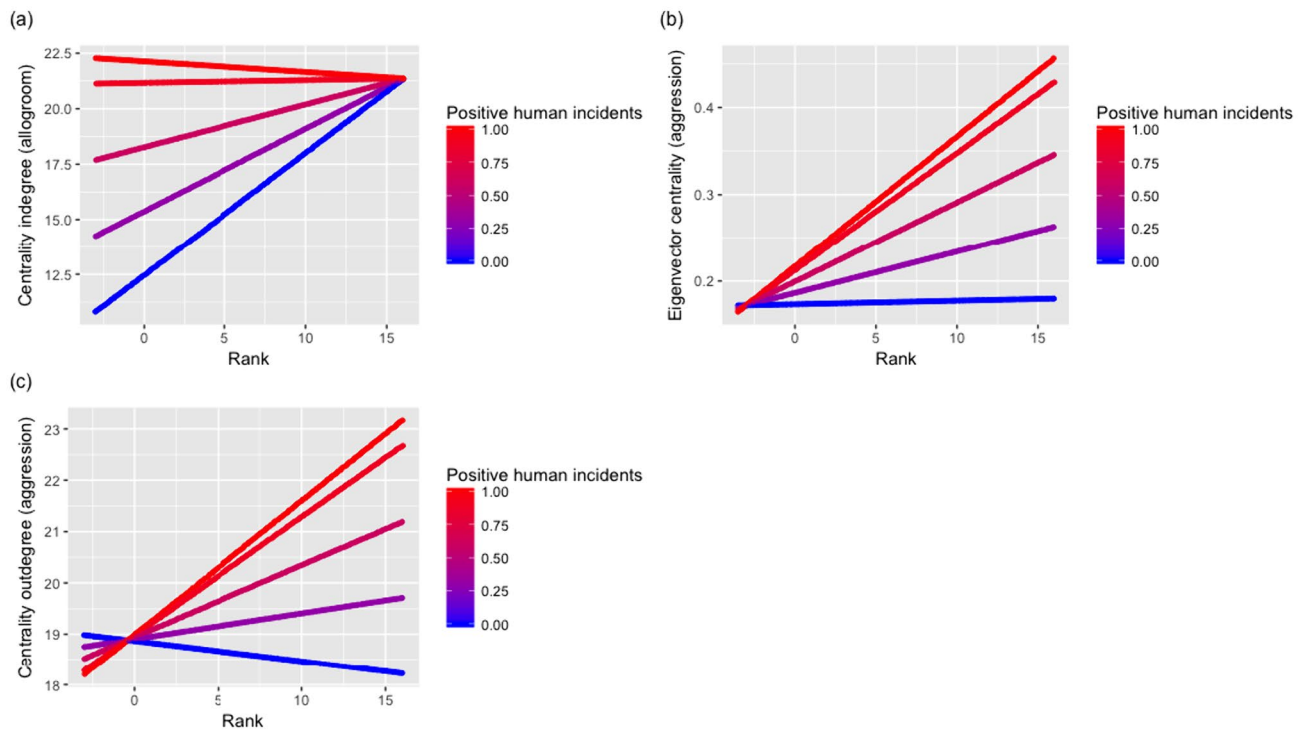 (a)
Centrality indegree (allogroom)
22.5
20.0
17.5
15.0
12.5
0 5 10 15
Rank
Positive human incidents
1.00
0.75
0.50
0.25
0.00
(b)
Eigenvector centrality (aggression)
0.4
0.3
0.2
0 5 10 15
Rank
Positive human incidents
1.00
0.75
0.50
0.25
0.00
(c)
Centrality outdegree (aggression)
23
22
21
20
19
18
0 5 10 15
Rank
Positive human incidents
1.00
0.75
0.50
0.25
0.00